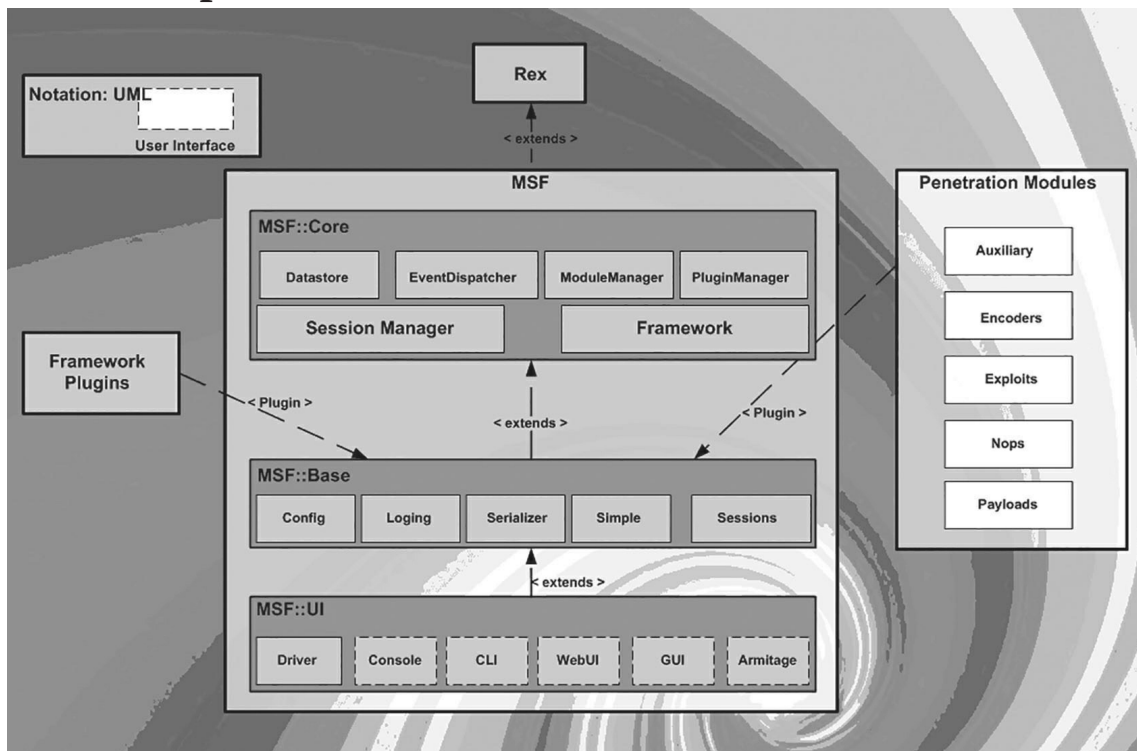 Rex
Notation: UML
User Interface
< extends >
MSF
Penetration Modules
MSF::Core
Datastore
EventDispatcher
ModuleManager
PluginManager
Session Manager
Framework
Auxiliary
Encoders
Exploits
Nops
Payloads
Framework
Plugins
< Plugin >
< extends >
< Plugin >
MSF::Base
Config
Loging
Serializer
Simple
Sessions
< extends >
MSF::UI
Driver
Console
CLI
WebUI
GUI
Armitage